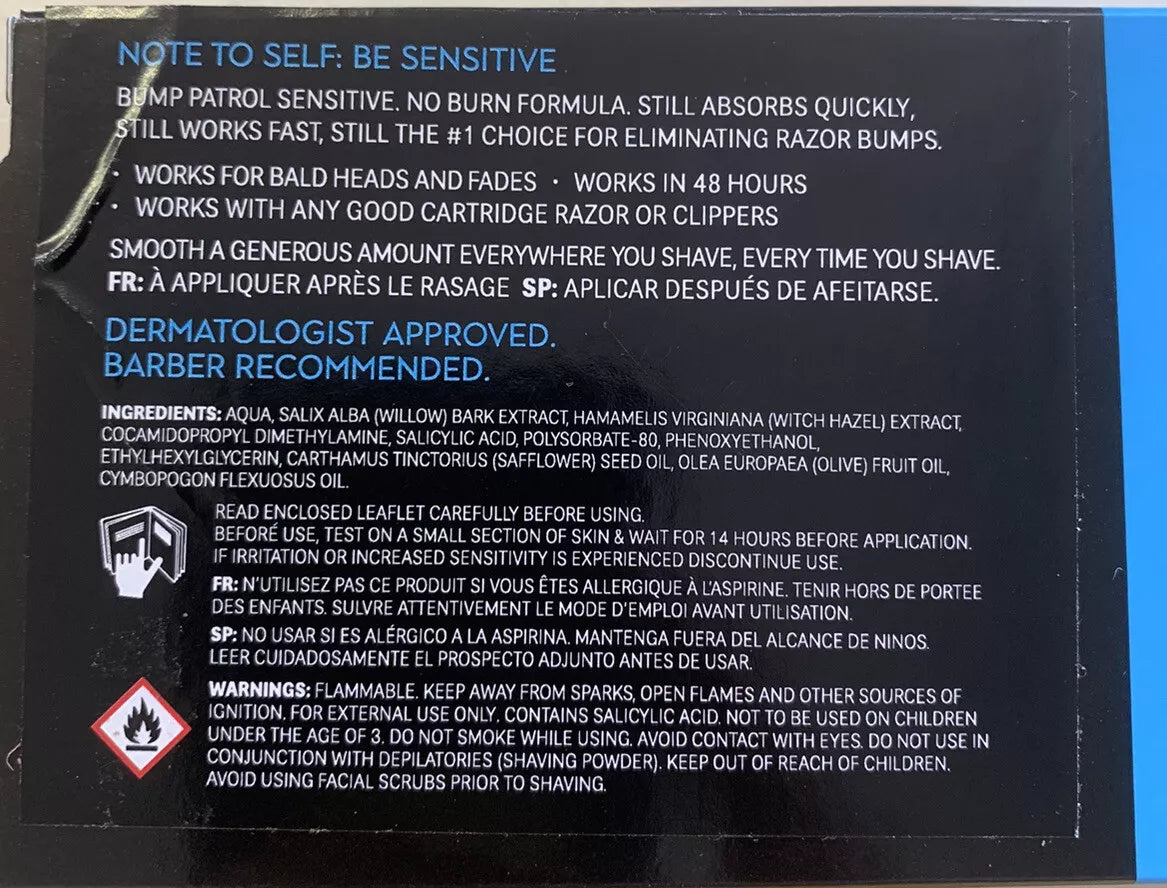 NOTE TO SELF: BE SENSITIVE
BUMP PATROL SENSITIVE. NO BURN FORMULA. STILL ABSORBS QUICKLY,
STILL WORKS FAST, STILL THE #1 CHOICE FOR ELIMINATING RAZOR BUMPS.
· WORKS FOR BALD HEADS AND FADES · WORKS IN 48 HOURS
· WORKS WITH ANY GOOD CARTRIDGE RAZOR OR CLIPPERS
SMOOTH A GENEROUS AMOUNT EVERYWHERE YOU SHAVE, EVERY TIME YOU SHAVE.
FR: À APPLIQUER APRÈS LE RASAGE SP: APLICAR DESPUÉS DE AFEITARSE.
DERMATOLOGIST APPROVED.
BARBER RECOMMENDED.
INGREDIENTS: AQUA, SALIX ALBA (WILLOW) BARK EXTRACT, HAMAMELIS VIRGINIANA (WITCH HAZEL) EXTRACT,
COCAMIDOPROPYL DIMETHYLAMINE, SALICYLIC ACID, POLYSORBATE-80, PHENOXYETHANOL,
ETHYLHEXYLGLYCERIN, CARTHAMUS TINCTORIUS (SAFFLOWER) SEED OIL, OLEA EUROPAEA (OLIVE) FRUIT OIL,
CYMBOPOGON FLEXUOSUS OIL.
READ ENCLOSED LEAFLET CAREFULLY BEFORE USING.
BEFORÉ USE, TEST ON A SMALL SECTION OF SKIN & WAIT FOR 14 HOURS BEFORE APPLICATION.
IF IRRITATION OR INCREASED SENSITIVITY IS EXPERIENCED DISCONTINUE USE.
FR: N'UTILISEZ PAS CE PRODUIT SI VOUS ÊTES ALLERGIQUE À L'ASPIRINE. TENIR HORS DE PORTEE
DES ENFANTS. SULVRE ATTENTIVEMENT LE MODE D'EMPLOI AVANT UTILISATION.
SP: NO USAR SI ES ALÉRGICO A LA ASPIRINA. MANTENGA FUERA DEL ALCANCE DE NINOS.
LEER CUIDADOSAMENTE EL PROSPECTO ADJUNTO ANTES DE USAR.
WARNINGS: FLAMMABLE. KEEP AWAY FROM SPARKS, OPEN FLAMES AND OTHER SOURCES OF
IGNITION. FOR EXTERNAL USE ONLY. CONTAINS SALICYLIC ACID. NOT TO BE USED ON CHILDREN
UNDER THE AGE OF 3. DO NOT SMOKE WHILE USING. AVOID CONTACT WITH EYES. DO NOT USE IN
CONJUNCTION WITH DEPILATORIES (SHAVING POWDER). KEEP OUT OF REACH OF CHILDREN.
AVOID USING FACIAL SCRUBS PRIOR TO SHAVING.